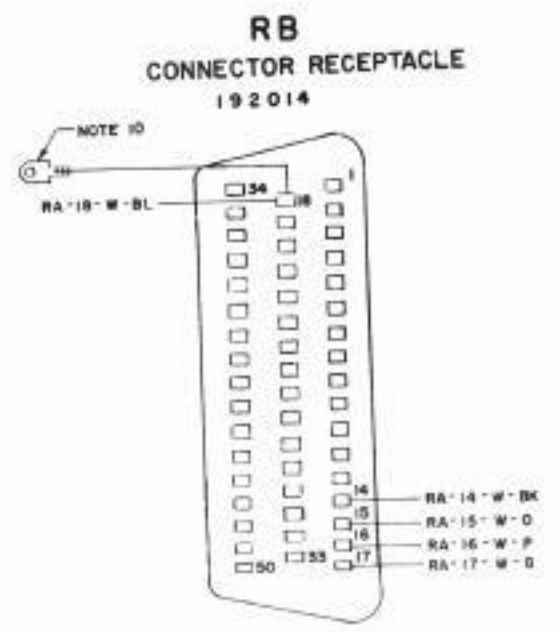 RB
CONNECTOR RECEPTACLE
192014
NOTE 10
1
34
18
RA-18-W-BL
14
RA-14-W-BK
15
RA-15-W-O
16
RA-16-W-P
17
RA-17-W-G
33
50